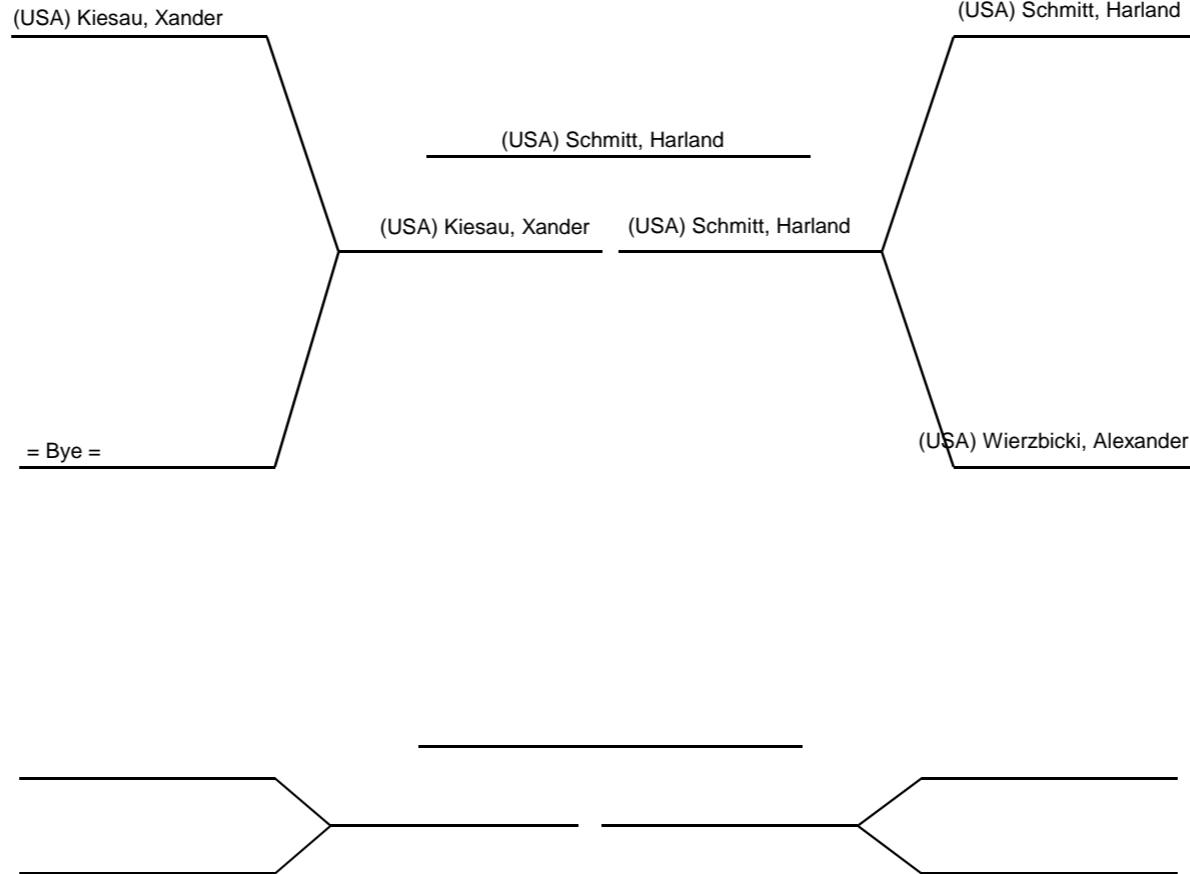 (USA) Kiesau, Xander
(USA) Schmitt, Harland
(USA) Schmitt, Harland
(USA) Kiesau, Xander
(USA) Schmitt, Harland
= Bye =
(USA) Wierzbicki, Alexander